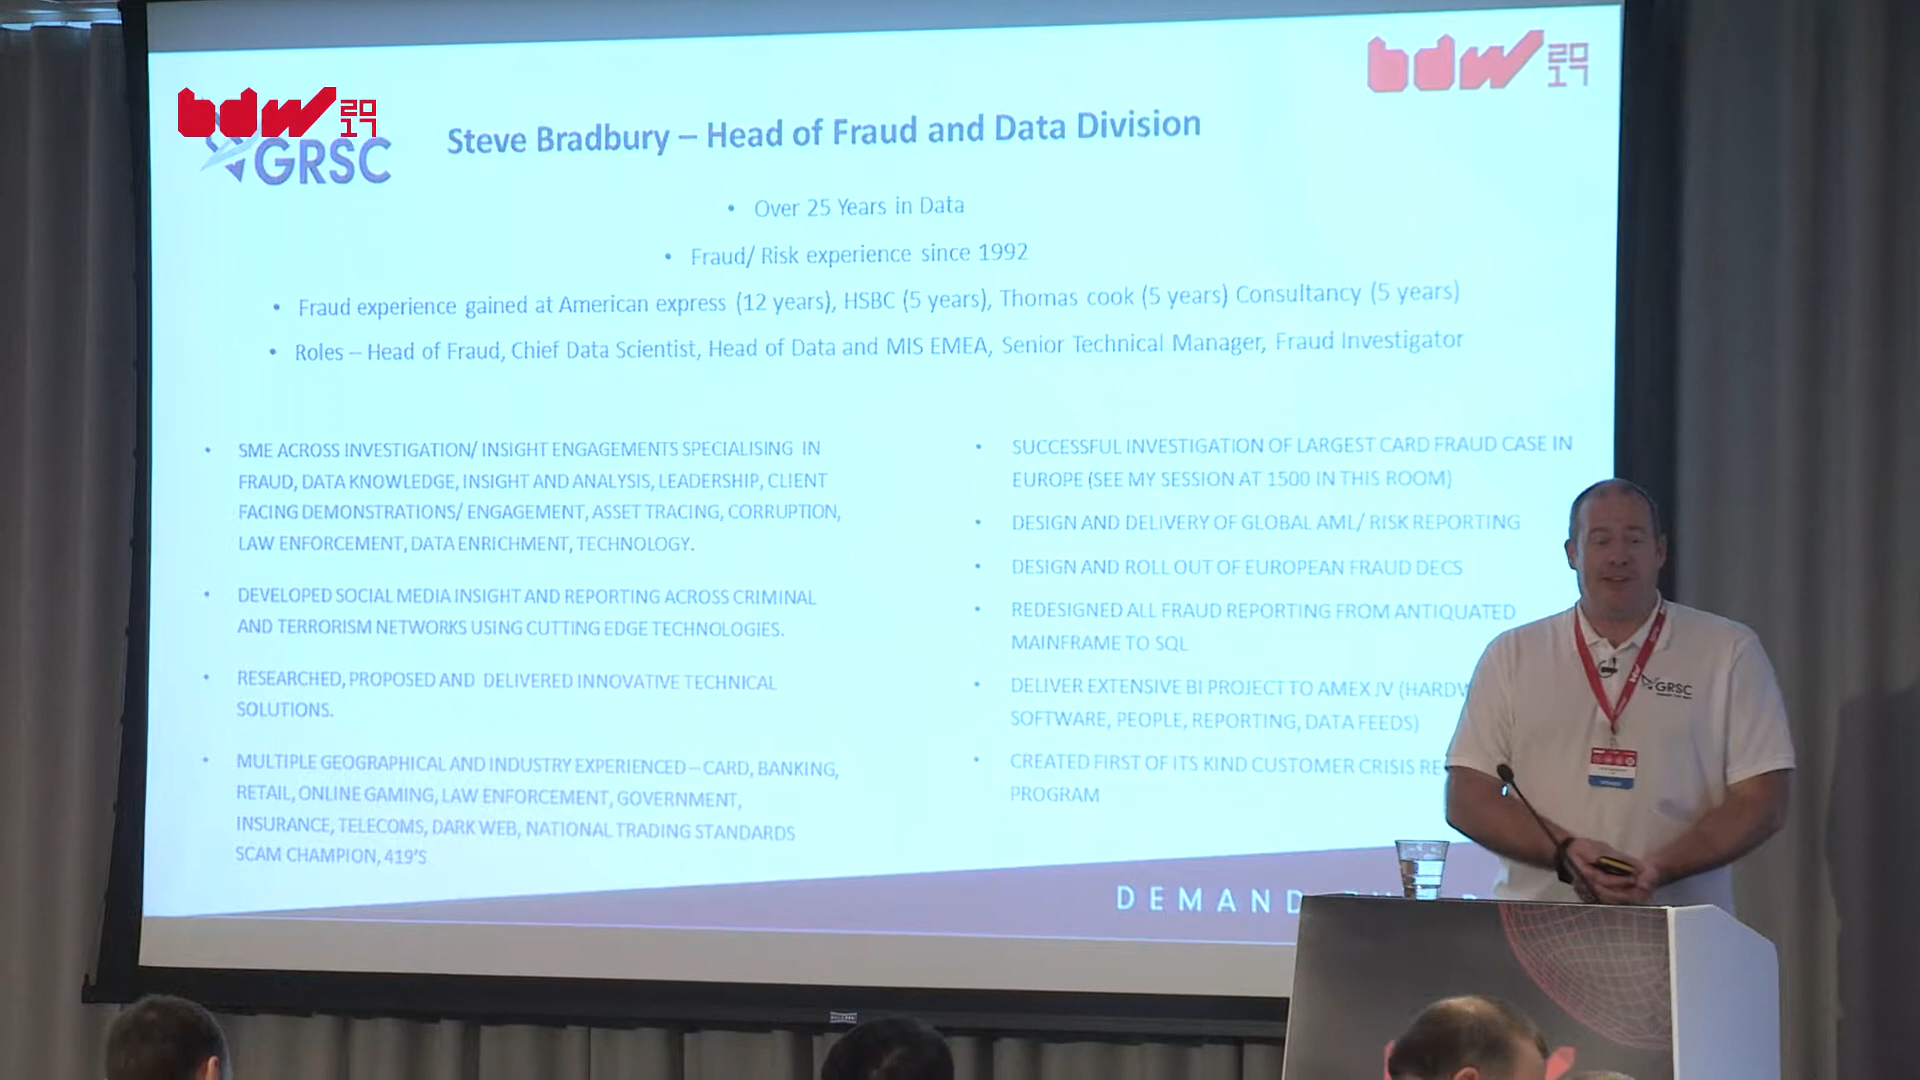 bdw 2017
bdw 2017
GRSC
Steve Bradbury – Head of Fraud and Data Division
• Over 25 Years in Data
• Fraud/ Risk experience since 1992
• Fraud experience gained at American express (12 years), HSBC (5 years), Thomas cook (5 years) Consultancy (5 years)
• Roles – Head of Fraud, Chief Data Scientist, Head of Data and MIS EMEA, Senior Technical Manager, Fraud Investigator
• SME ACROSS INVESTIGATION/ INSIGHT ENGAGEMENTS SPECIALISING IN
FRAUD, DATA KNOWLEDGE, INSIGHT AND ANALYSIS, LEADERSHIP, CLIENT
FACING DEMONSTRATIONS/ ENGAGEMENT, ASSET TRACING, CORRUPTION,
LAW ENFORCEMENT, DATA ENRICHMENT, TECHNOLOGY.
• DEVELOPED SOCIAL MEDIA INSIGHT AND REPORTING ACROSS CRIMINAL
AND TERRORISM NETWORKS USING CUTTING EDGE TECHNOLOGIES.
• RESEARCHED, PROPOSED AND DELIVERED INNOVATIVE TECHNICAL
SOLUTIONS.
• MULTIPLE GEOGRAPHICAL AND INDUSTRY EXPERIENCED – CARD, BANKING,
RETAIL, ONLINE GAMING, LAW ENFORCEMENT, GOVERNMENT,
INSURANCE, TELECOMS, DARK WEB, NATIONAL TRADING STANDARDS
SCAM CHAMPION, 419'S
• SUCCESSFUL INVESTIGATION OF LARGEST CARD FRAUD CASE IN
EUROPE (SEE MY SESSION AT 1500 IN THIS ROOM)
• DESIGN AND DELIVERY OF GLOBAL AML/ RISK REPORTING
• DESIGN AND ROLL OUT OF EUROPEAN FRAUD DECS
• REDESIGNED ALL FRAUD REPORTING FROM ANTIQUATED
MAINFRAME TO SQL
• DELIVER EXTENSIVE BI PROJECT TO AMEX JV (HARDW
SOFTWARE, PEOPLE, REPORTING, DATA FEEDS)
• CREATED FIRST OF ITS KIND CUSTOMER CRISIS RE
PROGRAM
DEMAND
GRSC